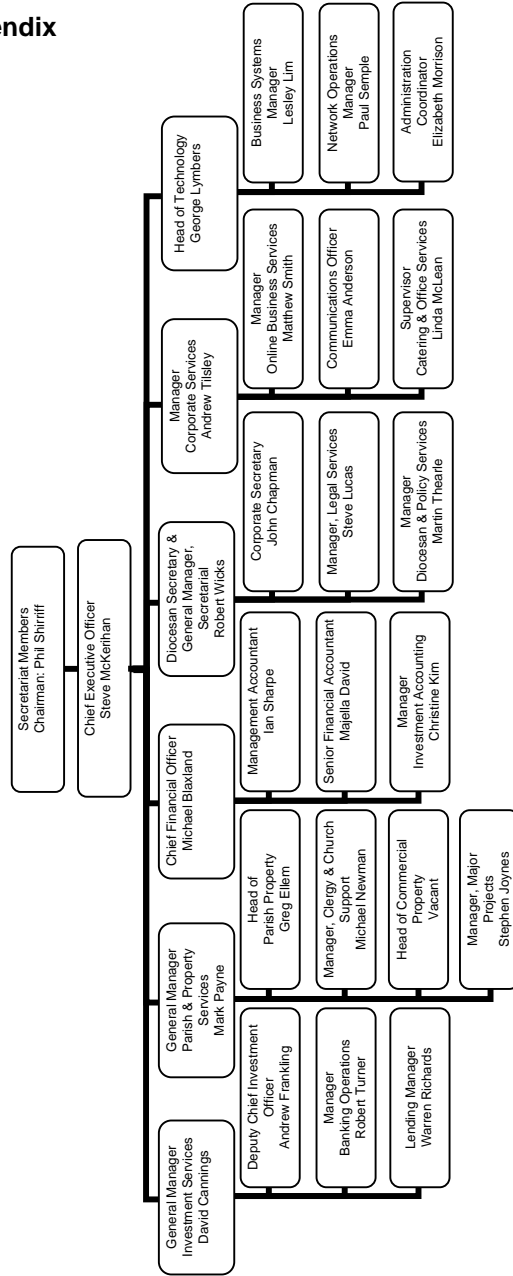 endix
Secretariat Members
Chairman: Phil Shirriff
Chief Executive Officer
Steve McKerihan
General Manager
Investment Services
David Cannings
General Manager
Parish & Property
Services
Mark Payne
Chief Financial Officer
Michael Blaxland
Diocesan Secretary &
General Manager,
Secretarial
Robert Wicks
Manager
Corporate Services
Andrew Tilsley
Head of Technology
George Lymbers
Deputy Chief Investment
Officer
Andrew Frankling
Manager
Banking Operations
Robert Turner
Lending Manager
Warren Richards
Head of
Parish Property
Greg Ellem
Manager, Clergy & Church
Support
Michael Newman
Head of Commercial
Property
Vacant
Manager, Major
Projects
Stephen Joynes
Management Accountant
Ian Sharpe
Senior Financial Accountant
Majella David
Manager
Investment Accounting
Christine Kim
Corporate Secretary
John Chapman
Manager, Legal Services
Steve Lucas
Manager
Diocesan & Policy Services
Martin Thearle
Manager
Online Business Services
Matthew Smith
Communications Officer
Emma Anderson
Supervisor
Catering & Office Services
Linda McLean
Business Systems
Manager
Lesley Lim
Network Operations
Manager
Paul Semple
Administration
Coordinator
Elizabeth Morrison